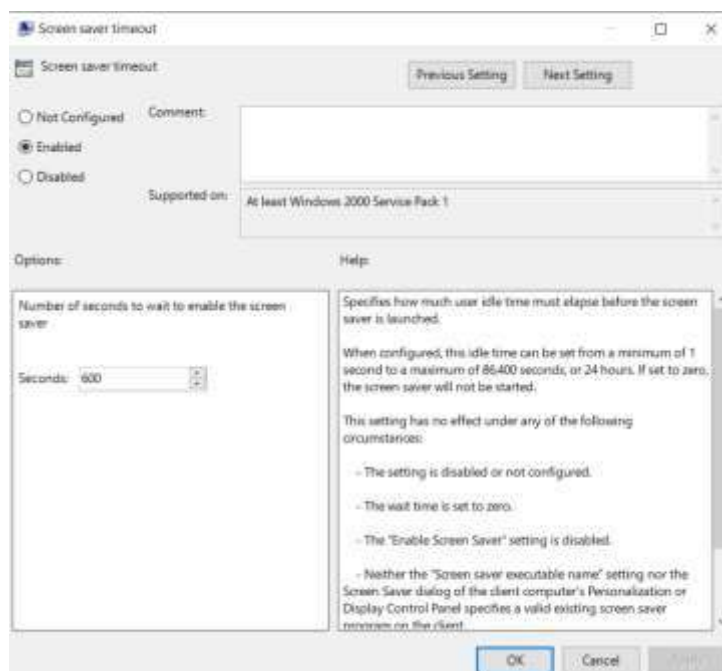 Screen saver timeout
Screen saver timeout
Previous Setting
Next Setting
Not Configured
Comment:
Enabled
Disabled
Supported on:
At least Windows 2000 Service Pack 1
Options:
Help:
Number of seconds to wait to enable the screen
saver
Seconds: 600
Specifies how much user idle time must elapse before the screen
saver is launched.
When configured, this idle time can be set from a minimum of 1
second to a maximum of 86,400 seconds, or 24 hours. If set to zero,
the screen saver will not be started.
This setting has no effect under any of the following
circumstances:
- The setting is disabled or not configured.
- The wait time is set to zero.
- The "Enable Screen Saver" setting is disabled.
- Neither the "Screen saver executable name" setting nor the
Screen Saver dialog of the client computer's Personalization or
Display Control Panel specifies a valid existing screen saver
program on the client.
OK
Cancel